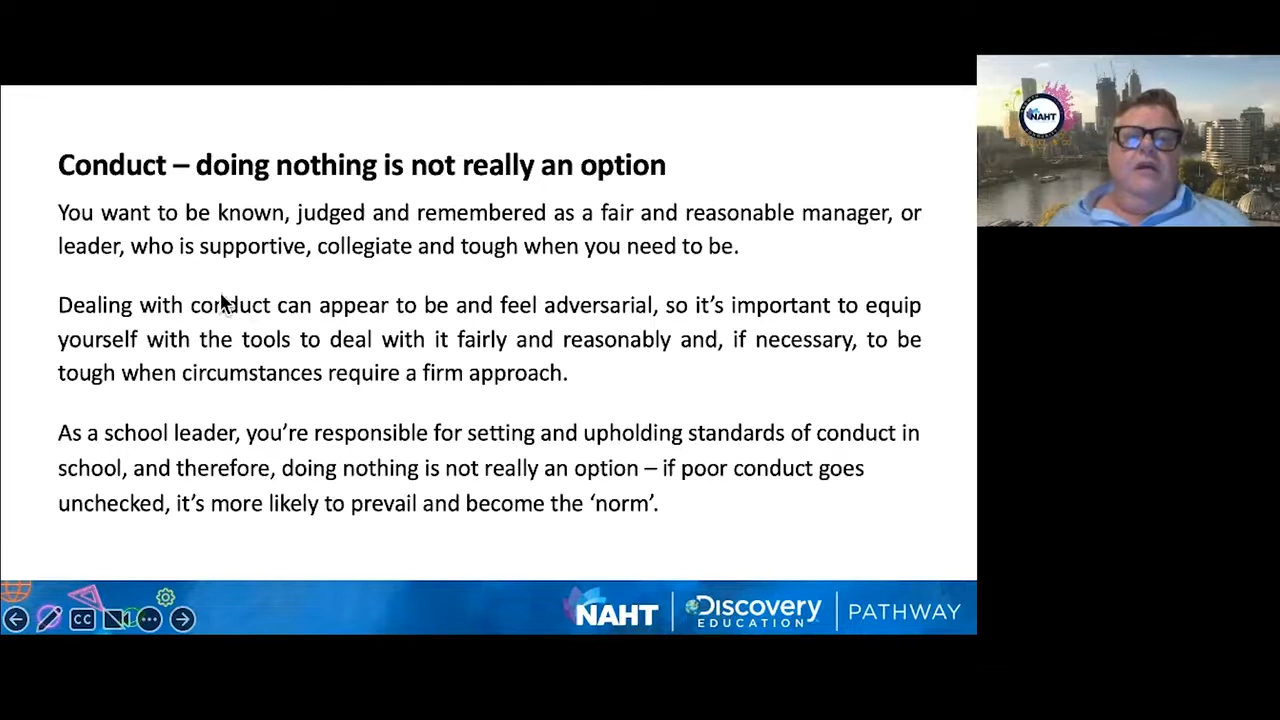 Conduct – doing nothing is not really an option
You want to be known, judged and remembered as a fair and reasonable manager, or
leader, who is supportive, collegiate and tough when you need to be.
Dealing with conduct can appear to be and feel adversarial, so it’s important to equip
yourself with the tools to deal with it fairly and reasonably and, if necessary, to be
tough when circumstances require a firm approach.
As a school leader, you’re responsible for setting and upholding standards of conduct in
school, and therefore, doing nothing is not really an option – if poor conduct goes
unchecked, it’s more likely to prevail and become the ‘norm’.
CC
NAHT
Discovery
EDUCATION
PATHWAY
NAHT